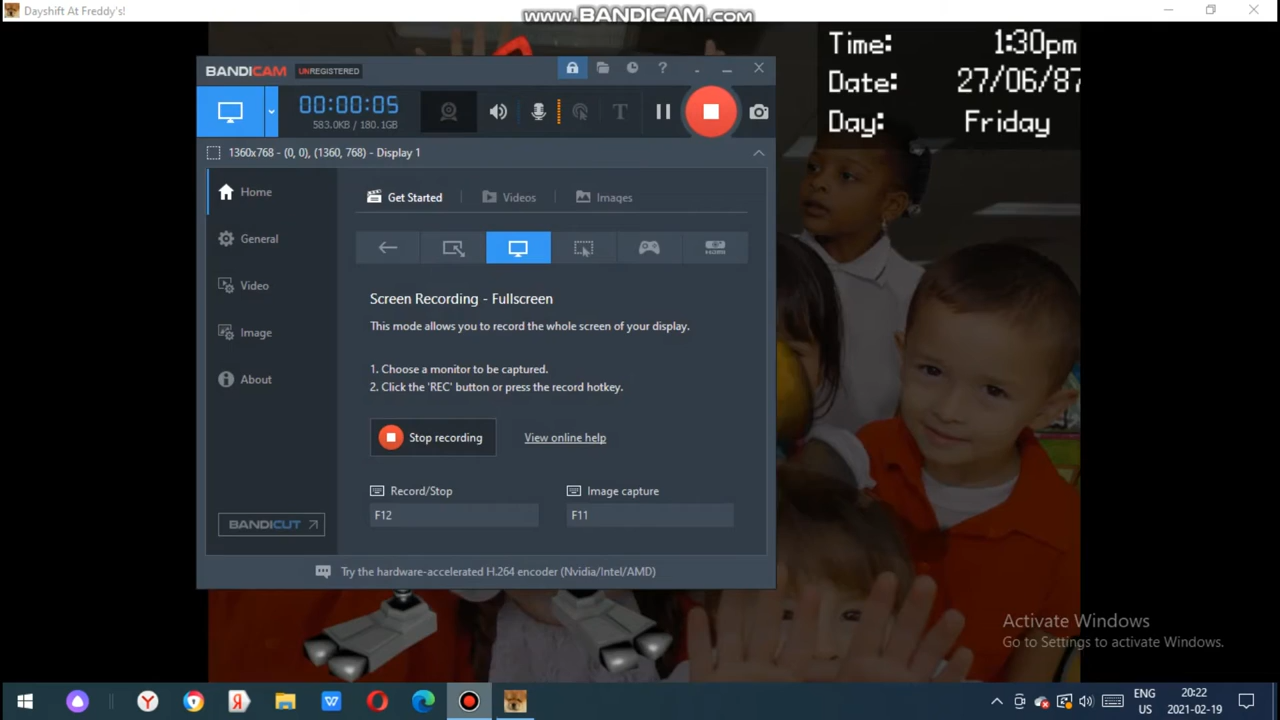 Dayshift At Freddy's!
www.BANDICAM.com
Time: 1:30pm
Date: 27/06/87
Day: Friday
BANDICAM UNREGISTERED
00:00:05
583.0KB / 180.1GB
1360x768 - (0, 0), (1360, 768) - Display 1
Home
General
Video
Image
About
BANDICUT
Get Started
Videos
Images
HDMI
Screen Recording - Fullscreen
This mode allows you to record the whole screen of your display.
1. Choose a monitor to be captured.
2. Click the 'REC' button or press the record hotkey.
Stop recording
View online help
Record/Stop
Image capture
F12
F11
Try the hardware-accelerated H.264 encoder (Nvidia/Intel/AMD)
Activate Windows
Go to Settings to activate Windows.
ENG
US
20:22
2021-02-19